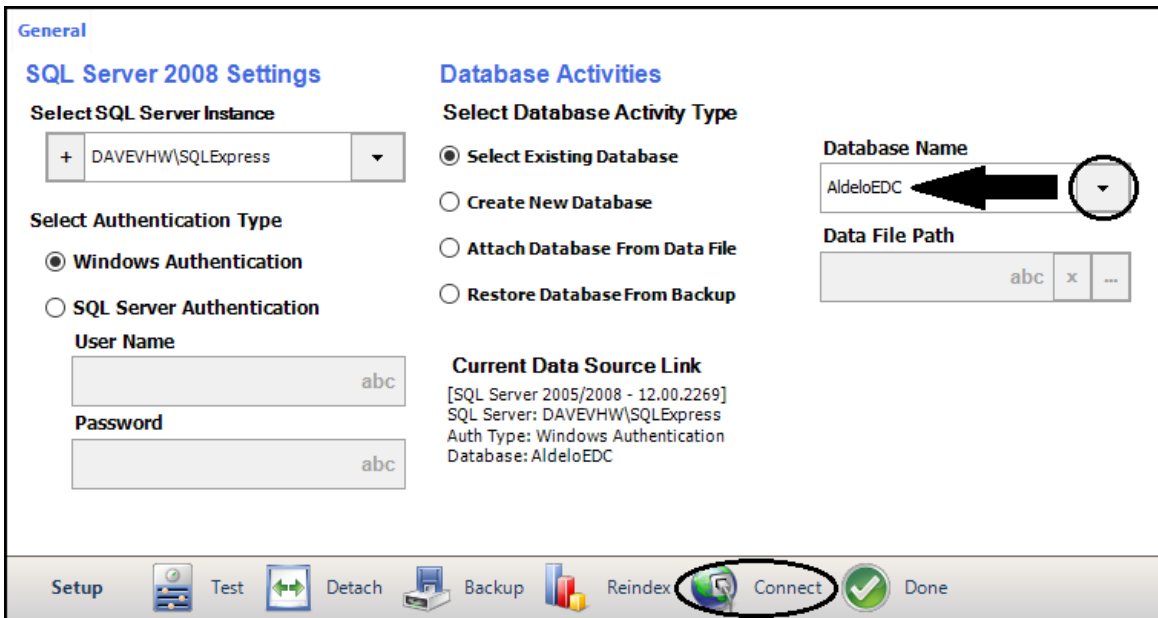 General
SQL Server 2008 Settings
Select SQL Server Instance
+ DAVEVHW\SQLExpress
Select Authentication Type
Windows Authentication
SQL Server Authentication
User Name
abc
Password
abc
Database Activities
Select Database Activity Type
Select Existing Database
Create New Database
Attach Database From Data File
Restore Database From Backup
Database Name
AldeloEDC
Data File Path
abc x ...
Current Data Source Link
[SQL Server 2005/2008 - 12.00.2269]
SQL Server: DAVEVHW\SQLExpress
Auth Type: Windows Authentication
Database: AldeloEDC
Setup Test Detach Backup Reindex Connect Done